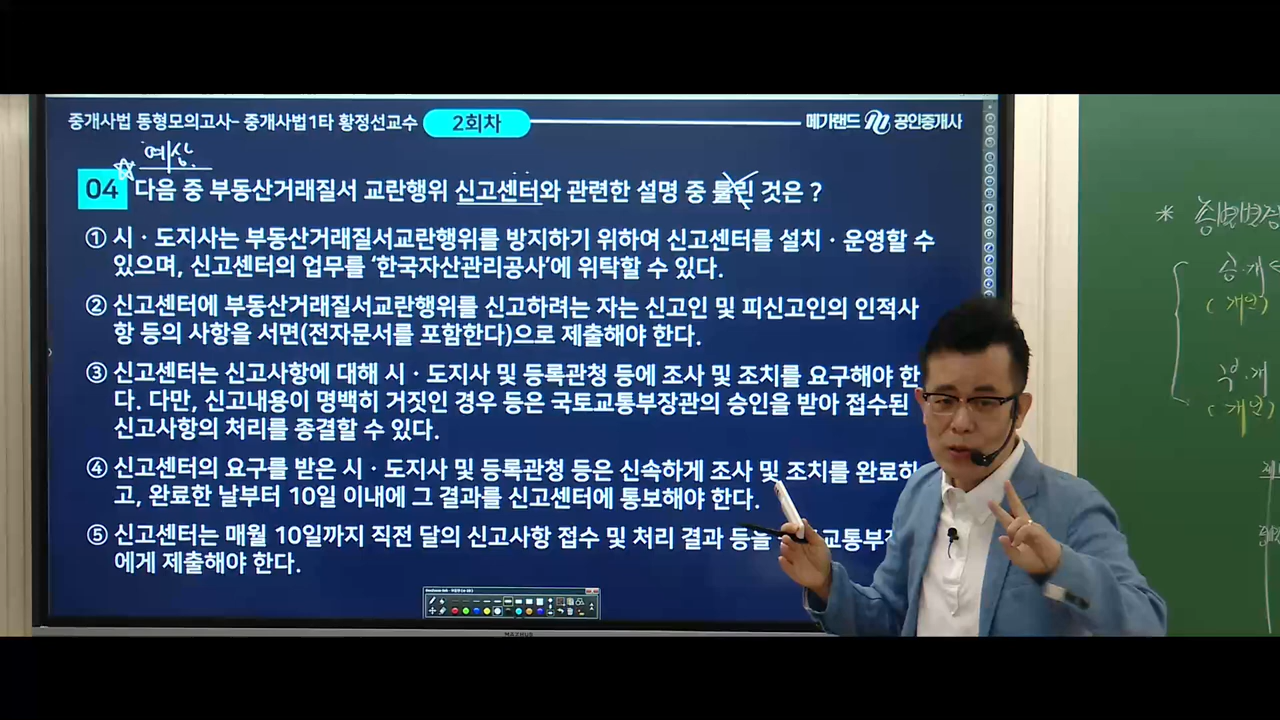 중개사법 동형모의고사- 중개사법1타 황정선교수 2회차 메가랜드 공인중개사
예상
04 다음 중 부동산거래질서 교란행위 신고센터와 관련한 설명 중 틀린 것은 ?
① 시 · 도지사는 부동산거래질서교란행위를 방지하기 위하여 신고센터를 설치 · 운영할 수
있으며, 신고센터의 업무를 ‘한국자산관리공사’에 위탁할 수 있다.
② 신고센터에 부동산거래질서교란행위를 신고하려는 자는 신고인 및 피신고인의 인적사
항 등의 사항을 서면(전자문서를 포함한다)으로 제출해야 한다.
③ 신고센터는 신고사항에 대해 시 · 도지사 및 등록관청 등에 조사 및 조치를 요구해야 한
다. 다만, 신고내용이 명백히 거짓인 경우 등은 국토교통부장관의 승인을 받아 접수된
신고사항의 처리를 종결할 수 있다.
④ 신고센터의 요구를 받은 시 · 도지사 및 등록관청 등은 신속하게 조사 및 조치를 완료하
고, 완료한 날부터 10일 이내에 그 결과를 신고센터에 통보해야 한다.
⑤ 신고센터는 매월 10일까지 직전 달의 신고사항 접수 및 처리 결과 등을
에게 제출해야 한다.
MAXHUB
*
(개인)
(개인)